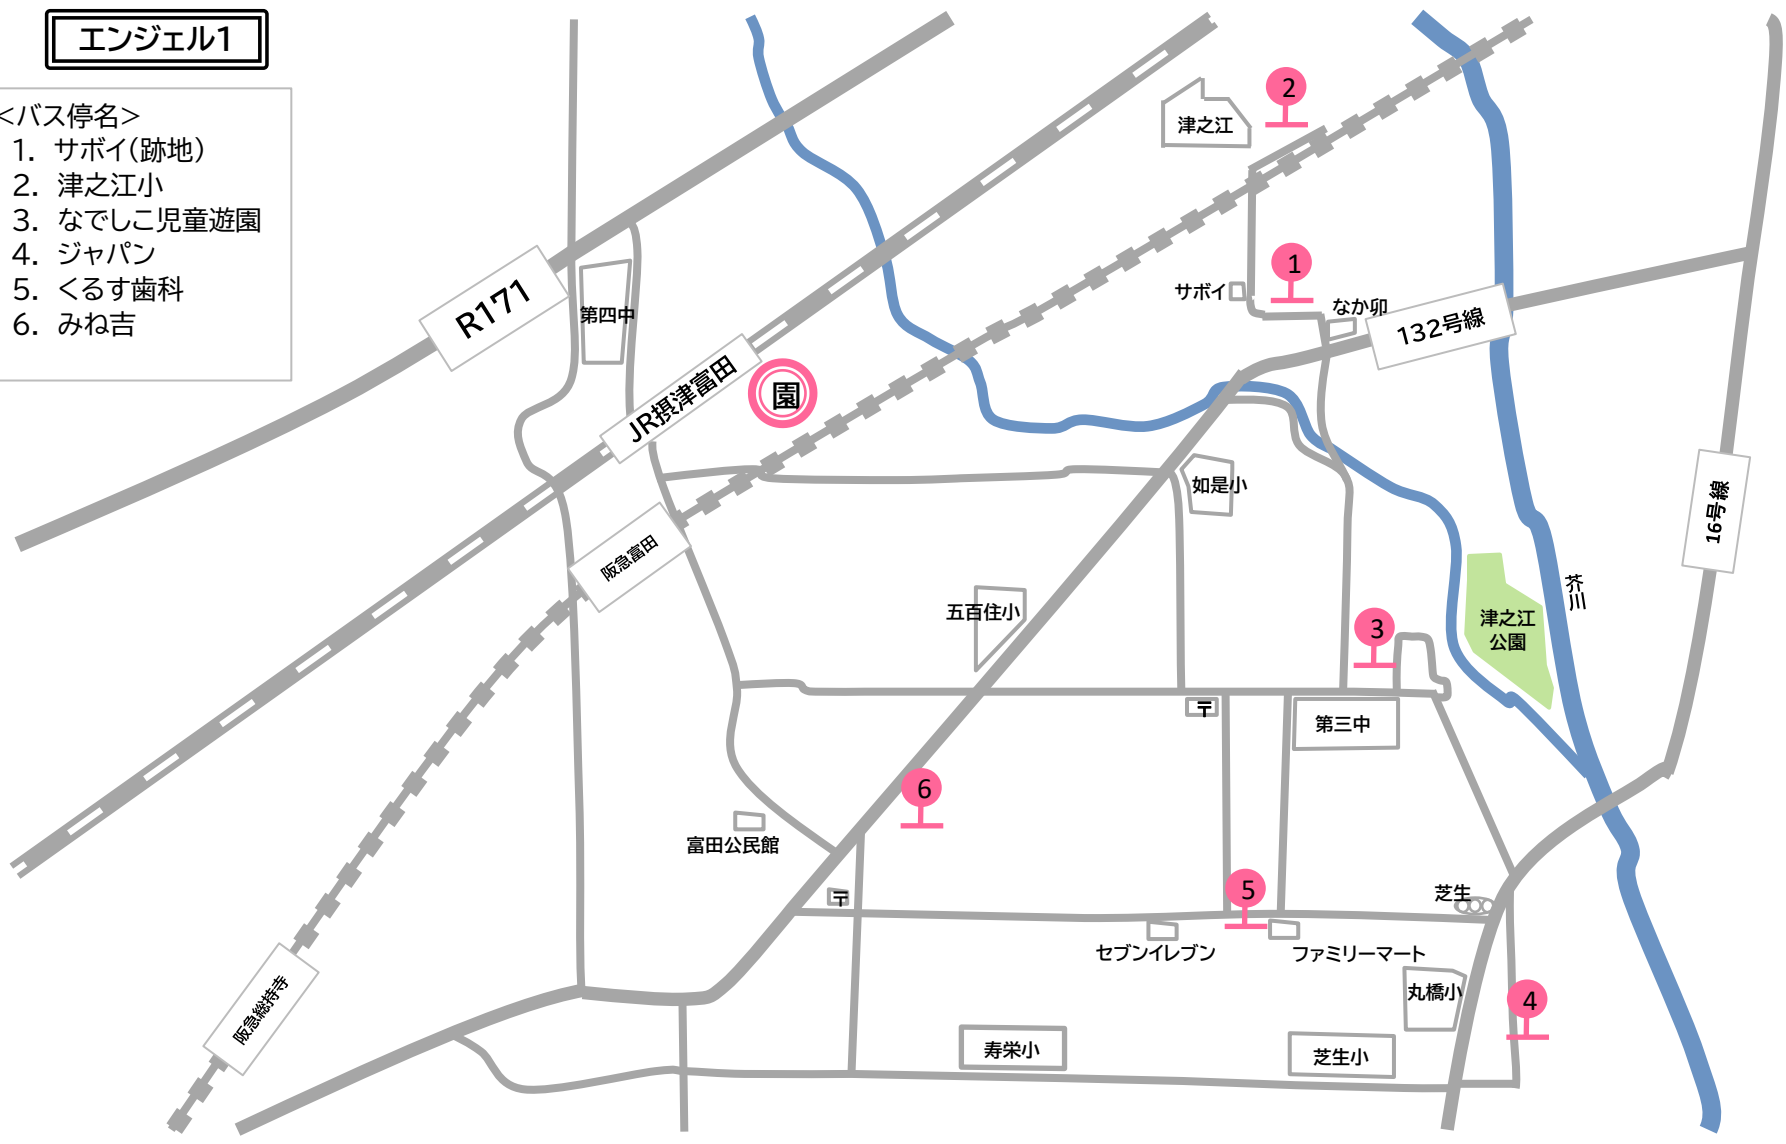 エンジェル1
<バス停名>
1. サボイ(跡地)
2. 津之江小
3. なでしこ児童遊園
4. ジャパン
5. くるす歯科
6. みね吉
2
津之江
1
サボイ
なか卯
132号線
R171
第四中
JR摂津富田
園
如是小
16号線
阪急富田
芥川
五百住小
3
津之江
公園
〒
第三中
6
富田公民館
〒
5
芝生
セブンイレブン
ファミリーマート
丸橋小
4
阪急総持寺
寿栄小
芝生小